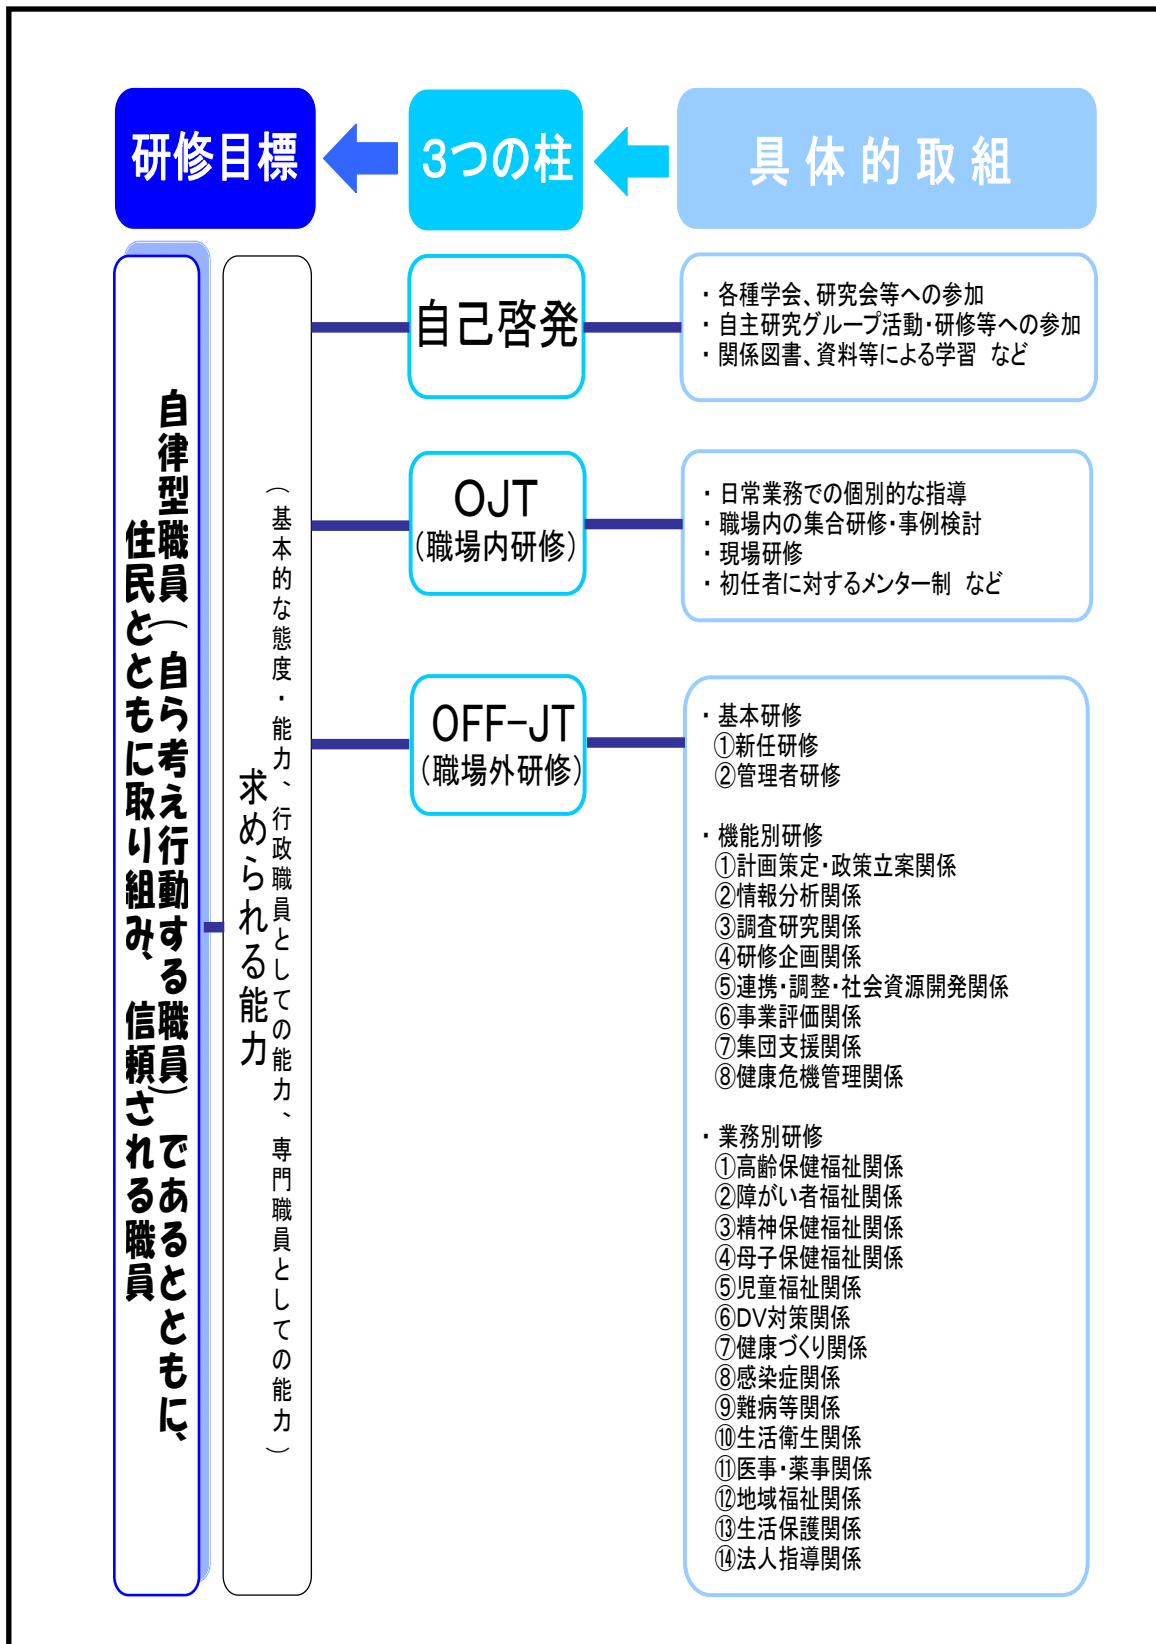 研修目標
3つの柱
具体的取組
自律型職員（自ら考え行動する職員）であるとともに、
住民とともに取り組み、信頼される職員
求められる能力
（基本的な態度・能力、行政職員としての能力、専門職員としての能力）
自己啓発
・各種学会、研究会等への参加
・自主研究グループ活動・研修等への参加
・関係図書、資料等による学習 など
OJT
(職場内研修)
・日常業務での個別的な指導
・職場内の集合研修・事例検討
・現場研修
・初任者に対するメンター制 など
OFF-JT
(職場外研修)
・基本研修
①新任研修
②管理者研修
・機能別研修
①計画策定・政策立案関係
②情報分析関係
③調査研究関係
④研修企画関係
⑤連携・調整・社会資源開発関係
⑥事業評価関係
⑦集団支援関係
⑧健康危機管理関係
・業務別研修
①高齢保健福祉関係
②障がい者福祉関係
③精神保健福祉関係
④母子保健福祉関係
⑤児童福祉関係
⑥DV対策関係
⑦健康づくり関係
⑧感染症関係
⑨難病等関係
⑩生活衛生関係
⑪医事・薬事関係
⑫地域福祉関係
⑬生活保護関係
⑭法人指導関係